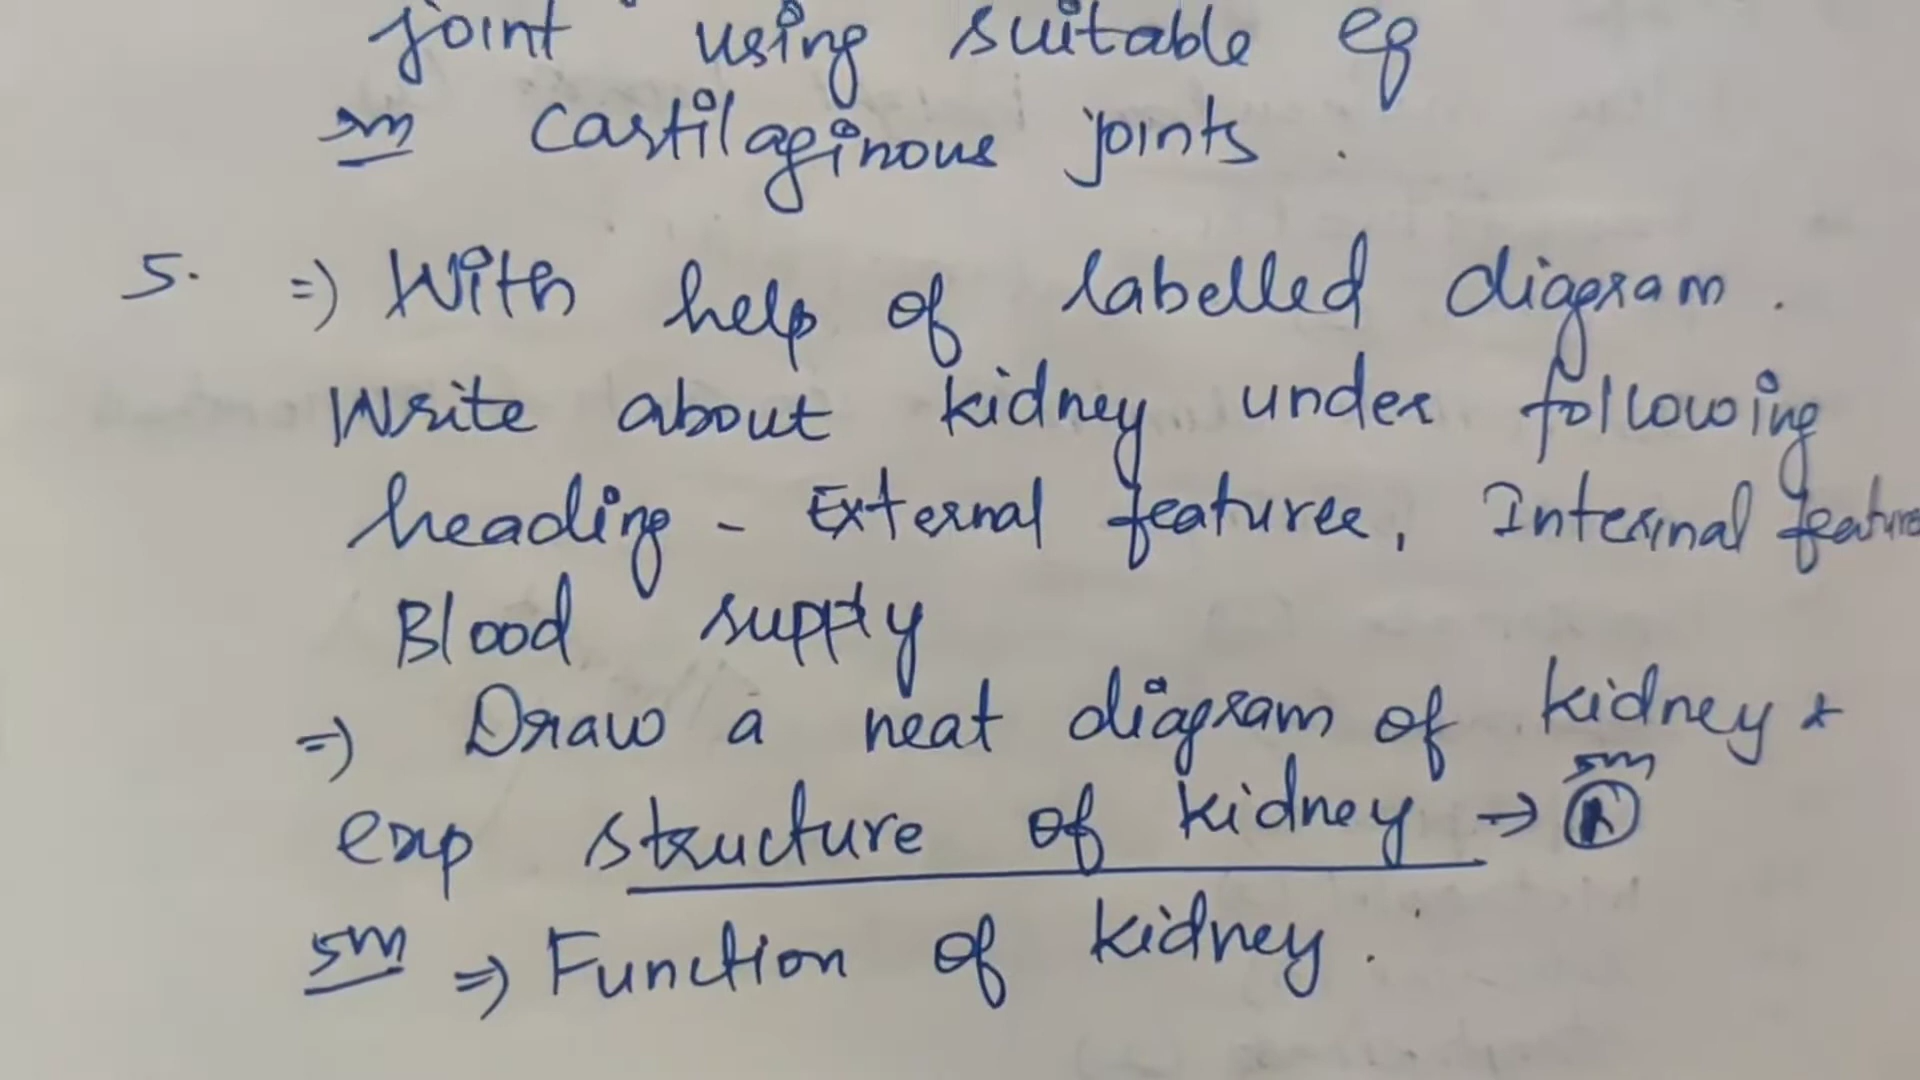 joint using suitable eg
5m Cartilaginous joints.
5. => With help of labelled diagram.
Write about kidney under following
heading - External features, Internal feature
Blood supply
=> Draw a neat diagram of kidney +
exp structure of kidney → 5m
5m => Function of kidney.